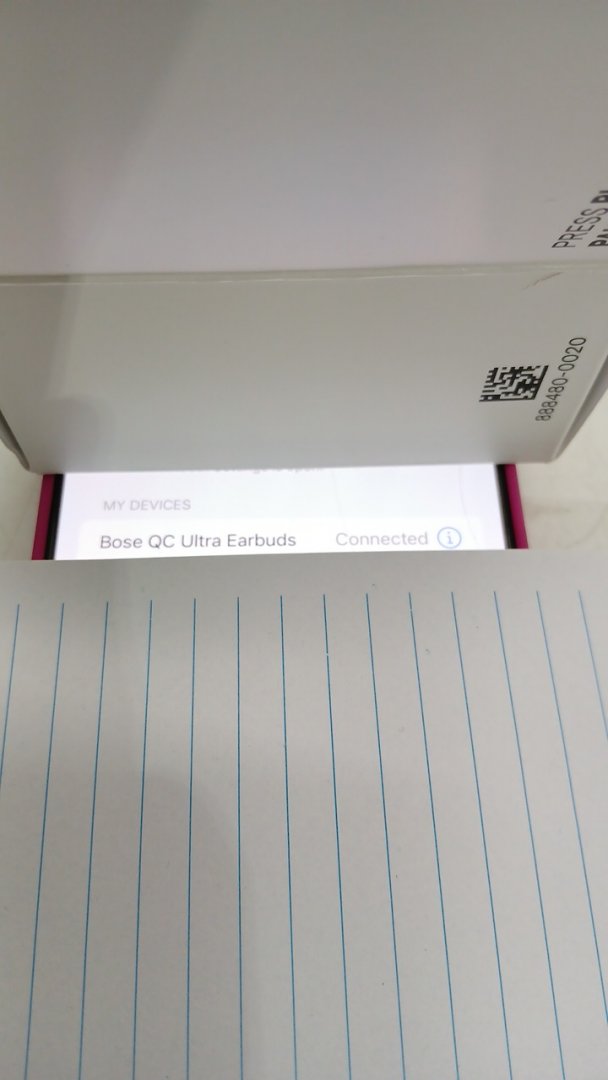 PRESS
888480-0020
MY DEVICES
Bose QC Ultra Earbuds Connected